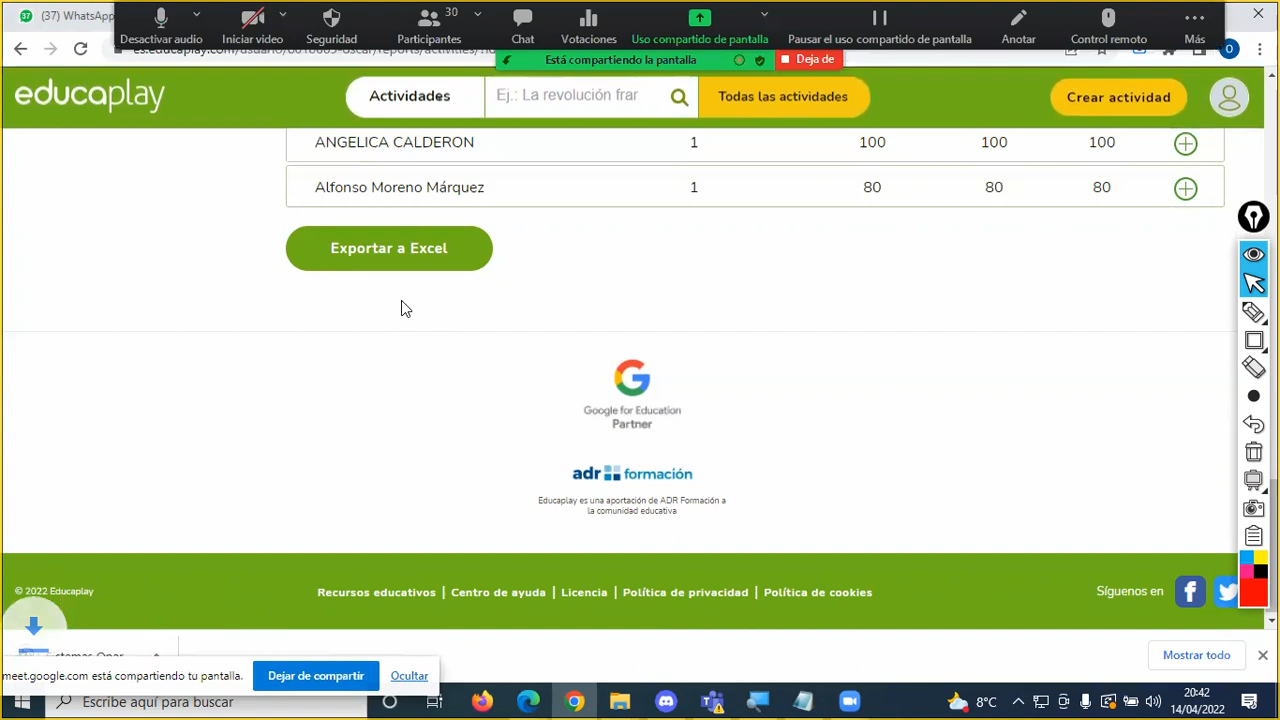 (37) WhatsApp
Desactivar audio
Iniciar video
Seguridad
30
Participantes
Chat
Votaciones
Uso compartido de pantalla
Pausar el uso compartido de pantalla
Anotar
Control remoto
Más
Está compartiendo la pantalla
Deja de
O
educaplay
Actividades
Ej.: La revolución frar
Todas las actividades
Crear actividad
ANGELICA CALDERON 1 100 100 100
Alfonso Moreno Márquez 1 80 80 80
Exportar a Excel
Google for Education
Partner
adr formación
Educaplay es una aportación de ADR Formación a
la comunidad educativa
© 2022 Educaplay
Recursos educativos | Centro de ayuda | Licencia | Política de privacidad | Política de cookies
Síguenos en
Mostrar todo
meet.google.com está compartiendo tu pantalla.
Dejar de compartir
Ocultar
Escribe aquí para buscar
8°C
20:42
14/04/2022